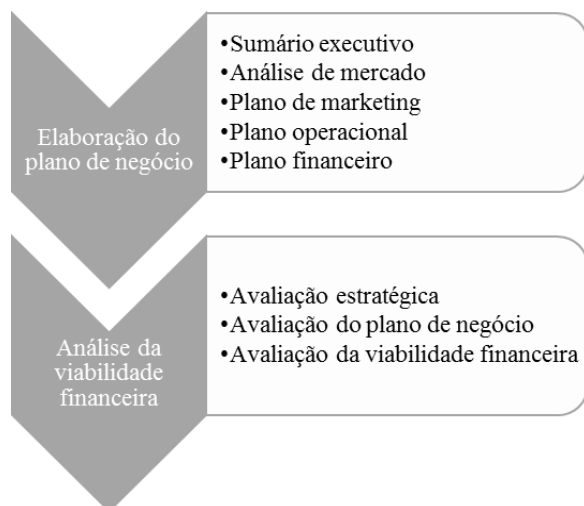 Elaboração do
plano de negócio
•Sumário executivo
•Análise de mercado
•Plano de marketing
•Plano operacional
•Plano financeiro
Análise da
viabilidade
financeira
•Avaliação estratégica
•Avaliação do plano de negócio
•Avaliação da viabilidade financeira